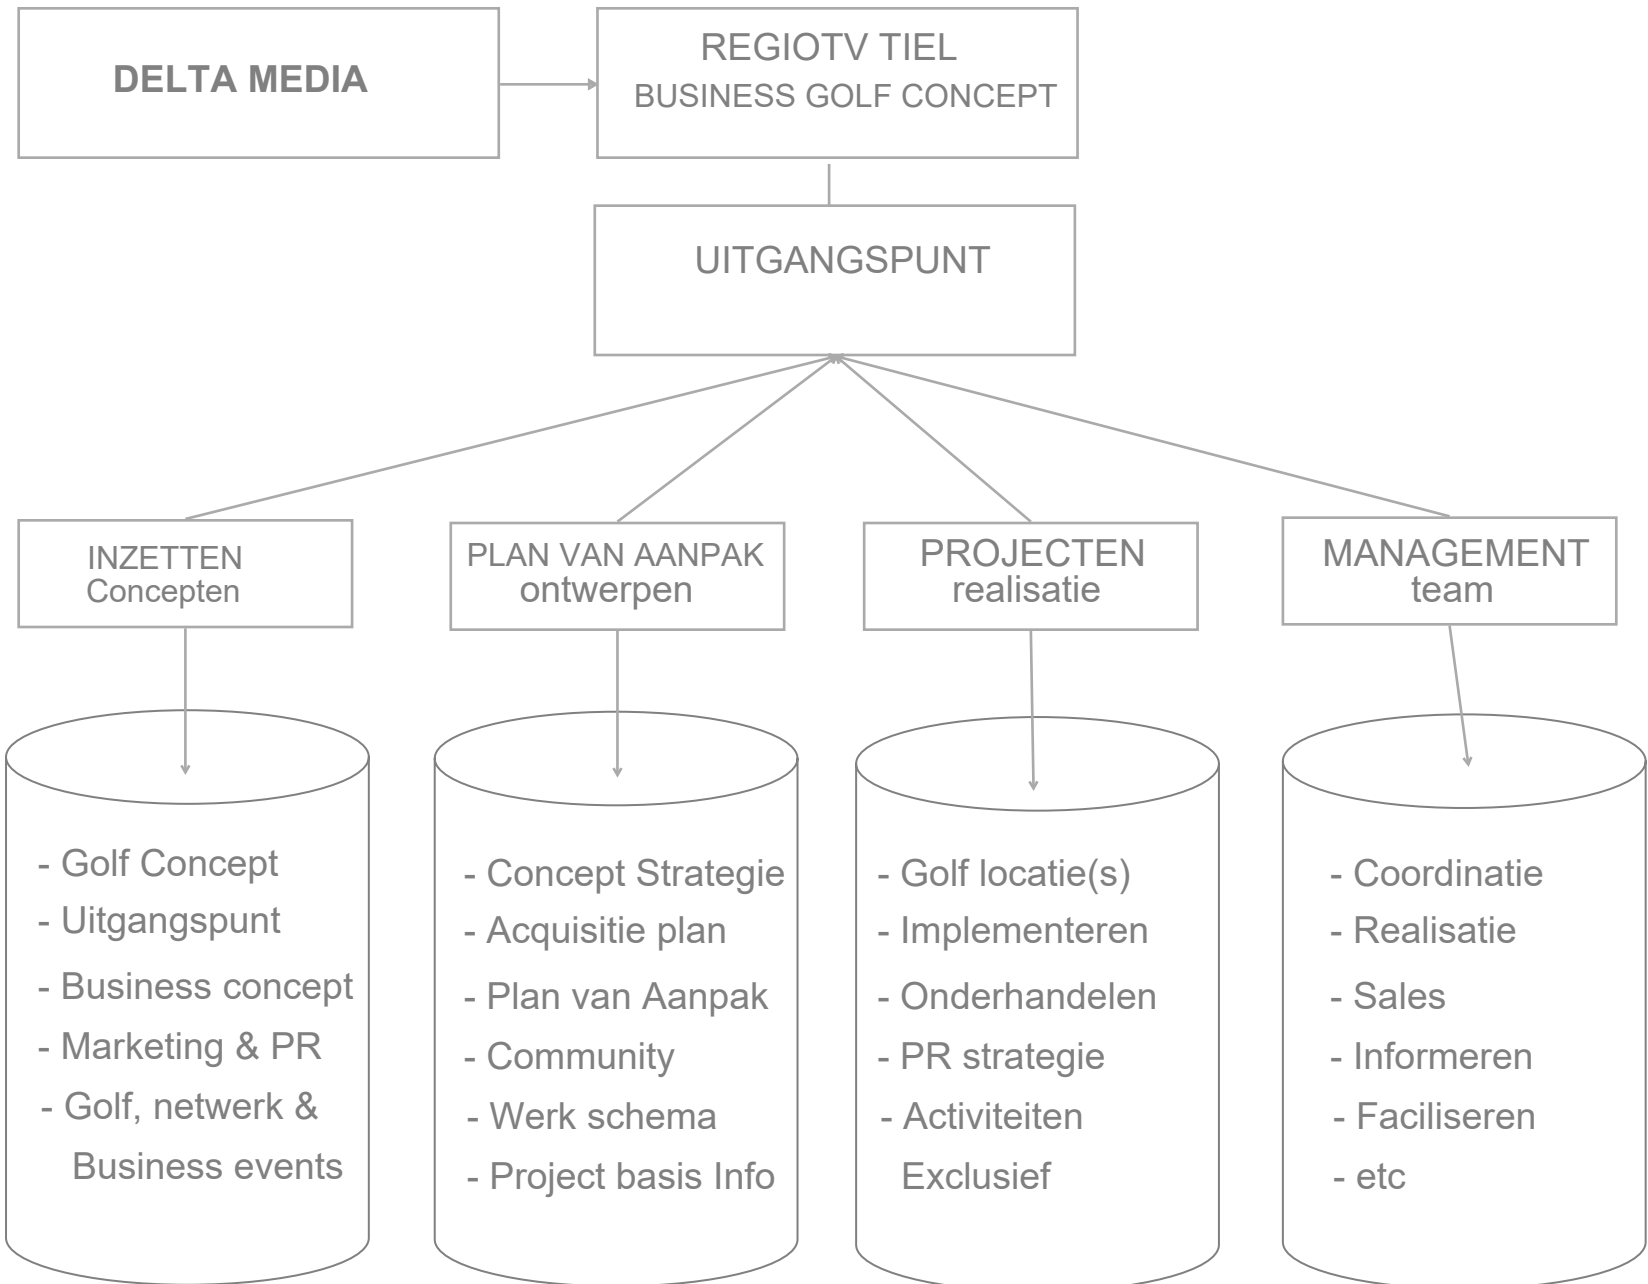 DELTA MEDIA
REGIOTV TIEL
BUSINESS GOLF CONCEPT
UITGANGSPUNT
INZETTEN
Concepten
PLAN VAN AANPAK
ontwerpen
PROJECTEN
realisatie
MANAGEMENT
team
- Golf Concept
- Uitgangspunt
- Business concept
- Marketing & PR
- Golf, netwerk &
Business events
- Concept Strategie
- Acquisitie plan
- Plan van Aanpak
- Community
- Werk schema
- Project basis Info
- Golf locatie(s)
- Implementeren
- Onderhandelen
- PR strategie
- Activiteiten
Exclusief
- Coordinatie
- Realisatie
- Sales
- Informeren
- Faciliseren
- etc